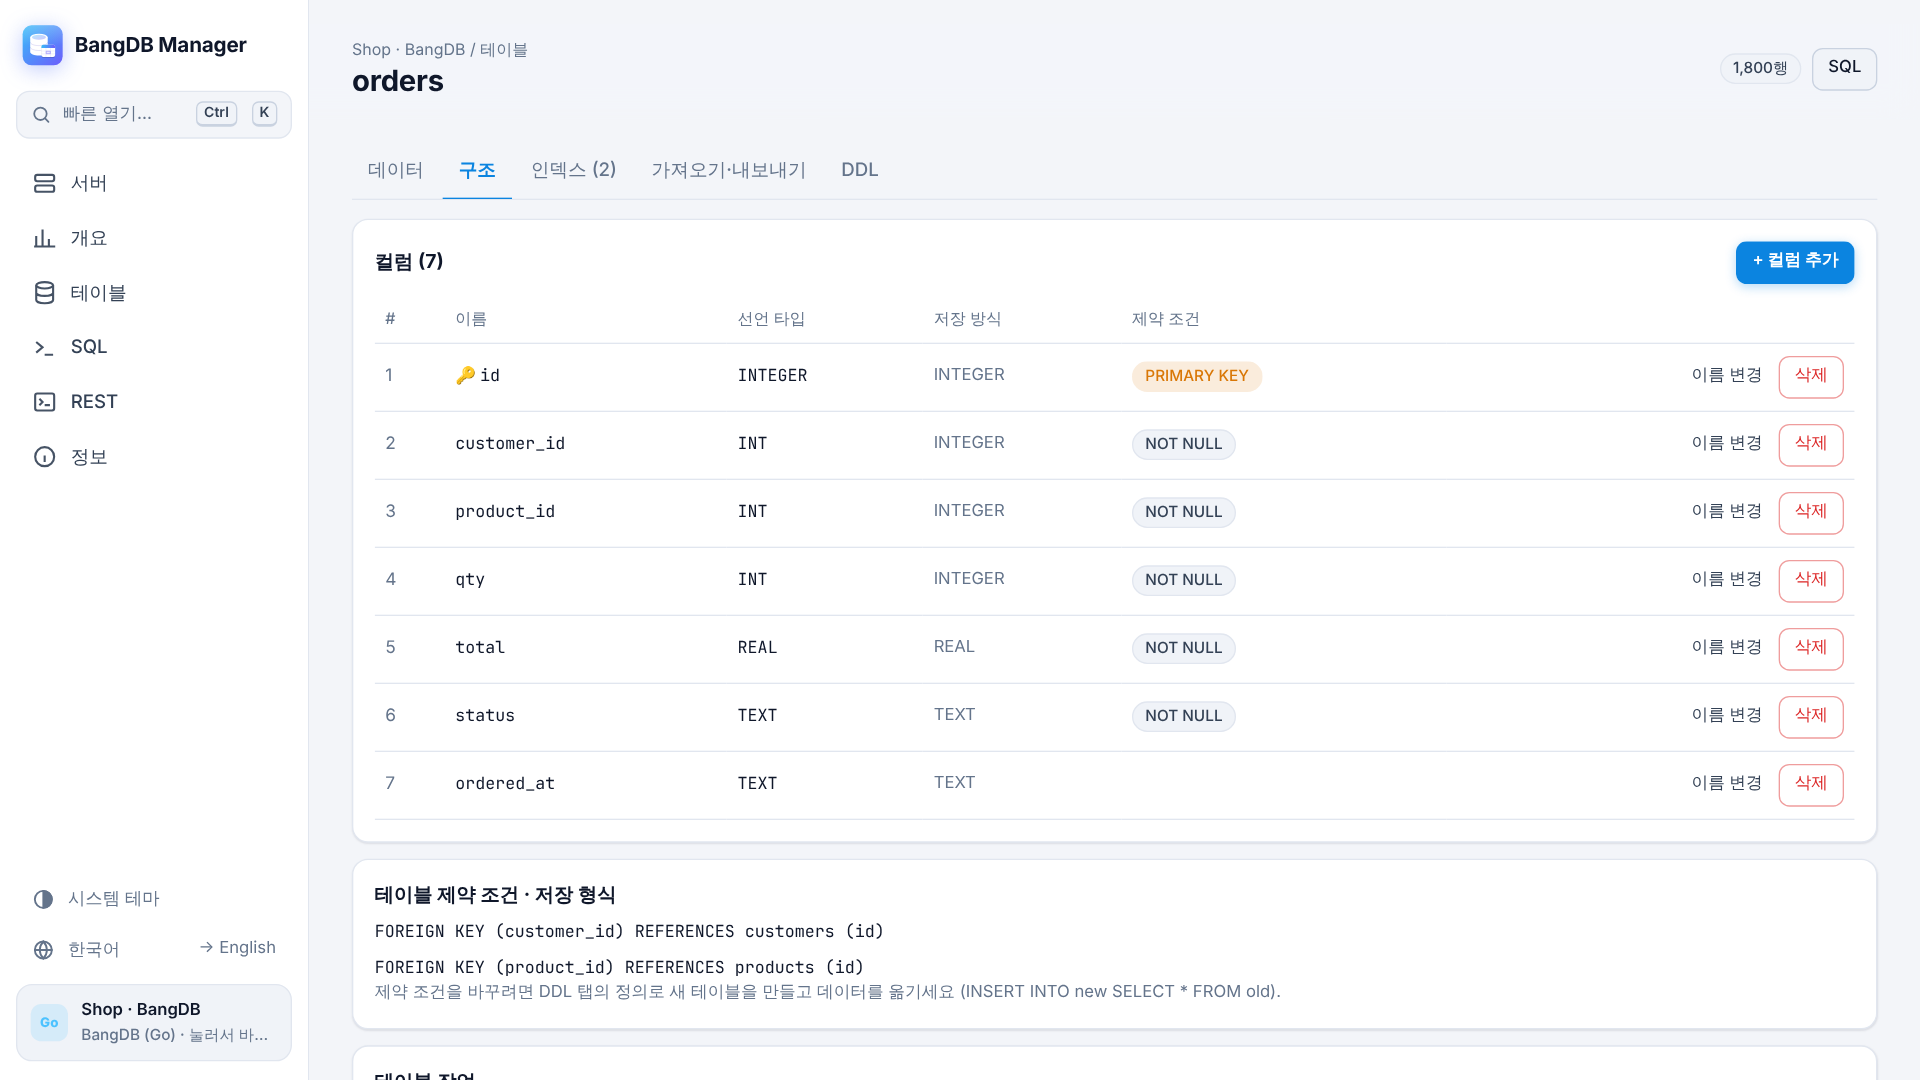 BangDB Manager
빠른 열기... Ctrl K
서버
개요
테이블
SQL
REST
정보
시스템 테마
한국어 → English
Go
Shop · BangDB
BangDB (Go) · 눌러서 바...
Shop · BangDB / 테이블
orders
1,800행 SQL
데이터 구조 인덱스 (2) 가져오기·내보내기 DDL
컬럼 (7) + 컬럼 추가
# 이름 선언 타입 저장 방식 제약 조건
1 🔑 id INTEGER INTEGER PRIMARY KEY 이름 변경 삭제
2 customer_id INT INTEGER NOT NULL 이름 변경 삭제
3 product_id INT INTEGER NOT NULL 이름 변경 삭제
4 qty INT INTEGER NOT NULL 이름 변경 삭제
5 total REAL REAL NOT NULL 이름 변경 삭제
6 status TEXT TEXT NOT NULL 이름 변경 삭제
7 ordered_at TEXT TEXT 이름 변경 삭제
테이블 제약 조건 · 저장 형식
FOREIGN KEY (customer_id) REFERENCES customers (id)
FOREIGN KEY (product_id) REFERENCES products (id)
제약 조건을 바꾸려면 DDL 탭의 정의로 새 테이블을 만들고 데이터를 옮기세요 (INSERT INTO new SELECT * FROM old).
테이블 작업